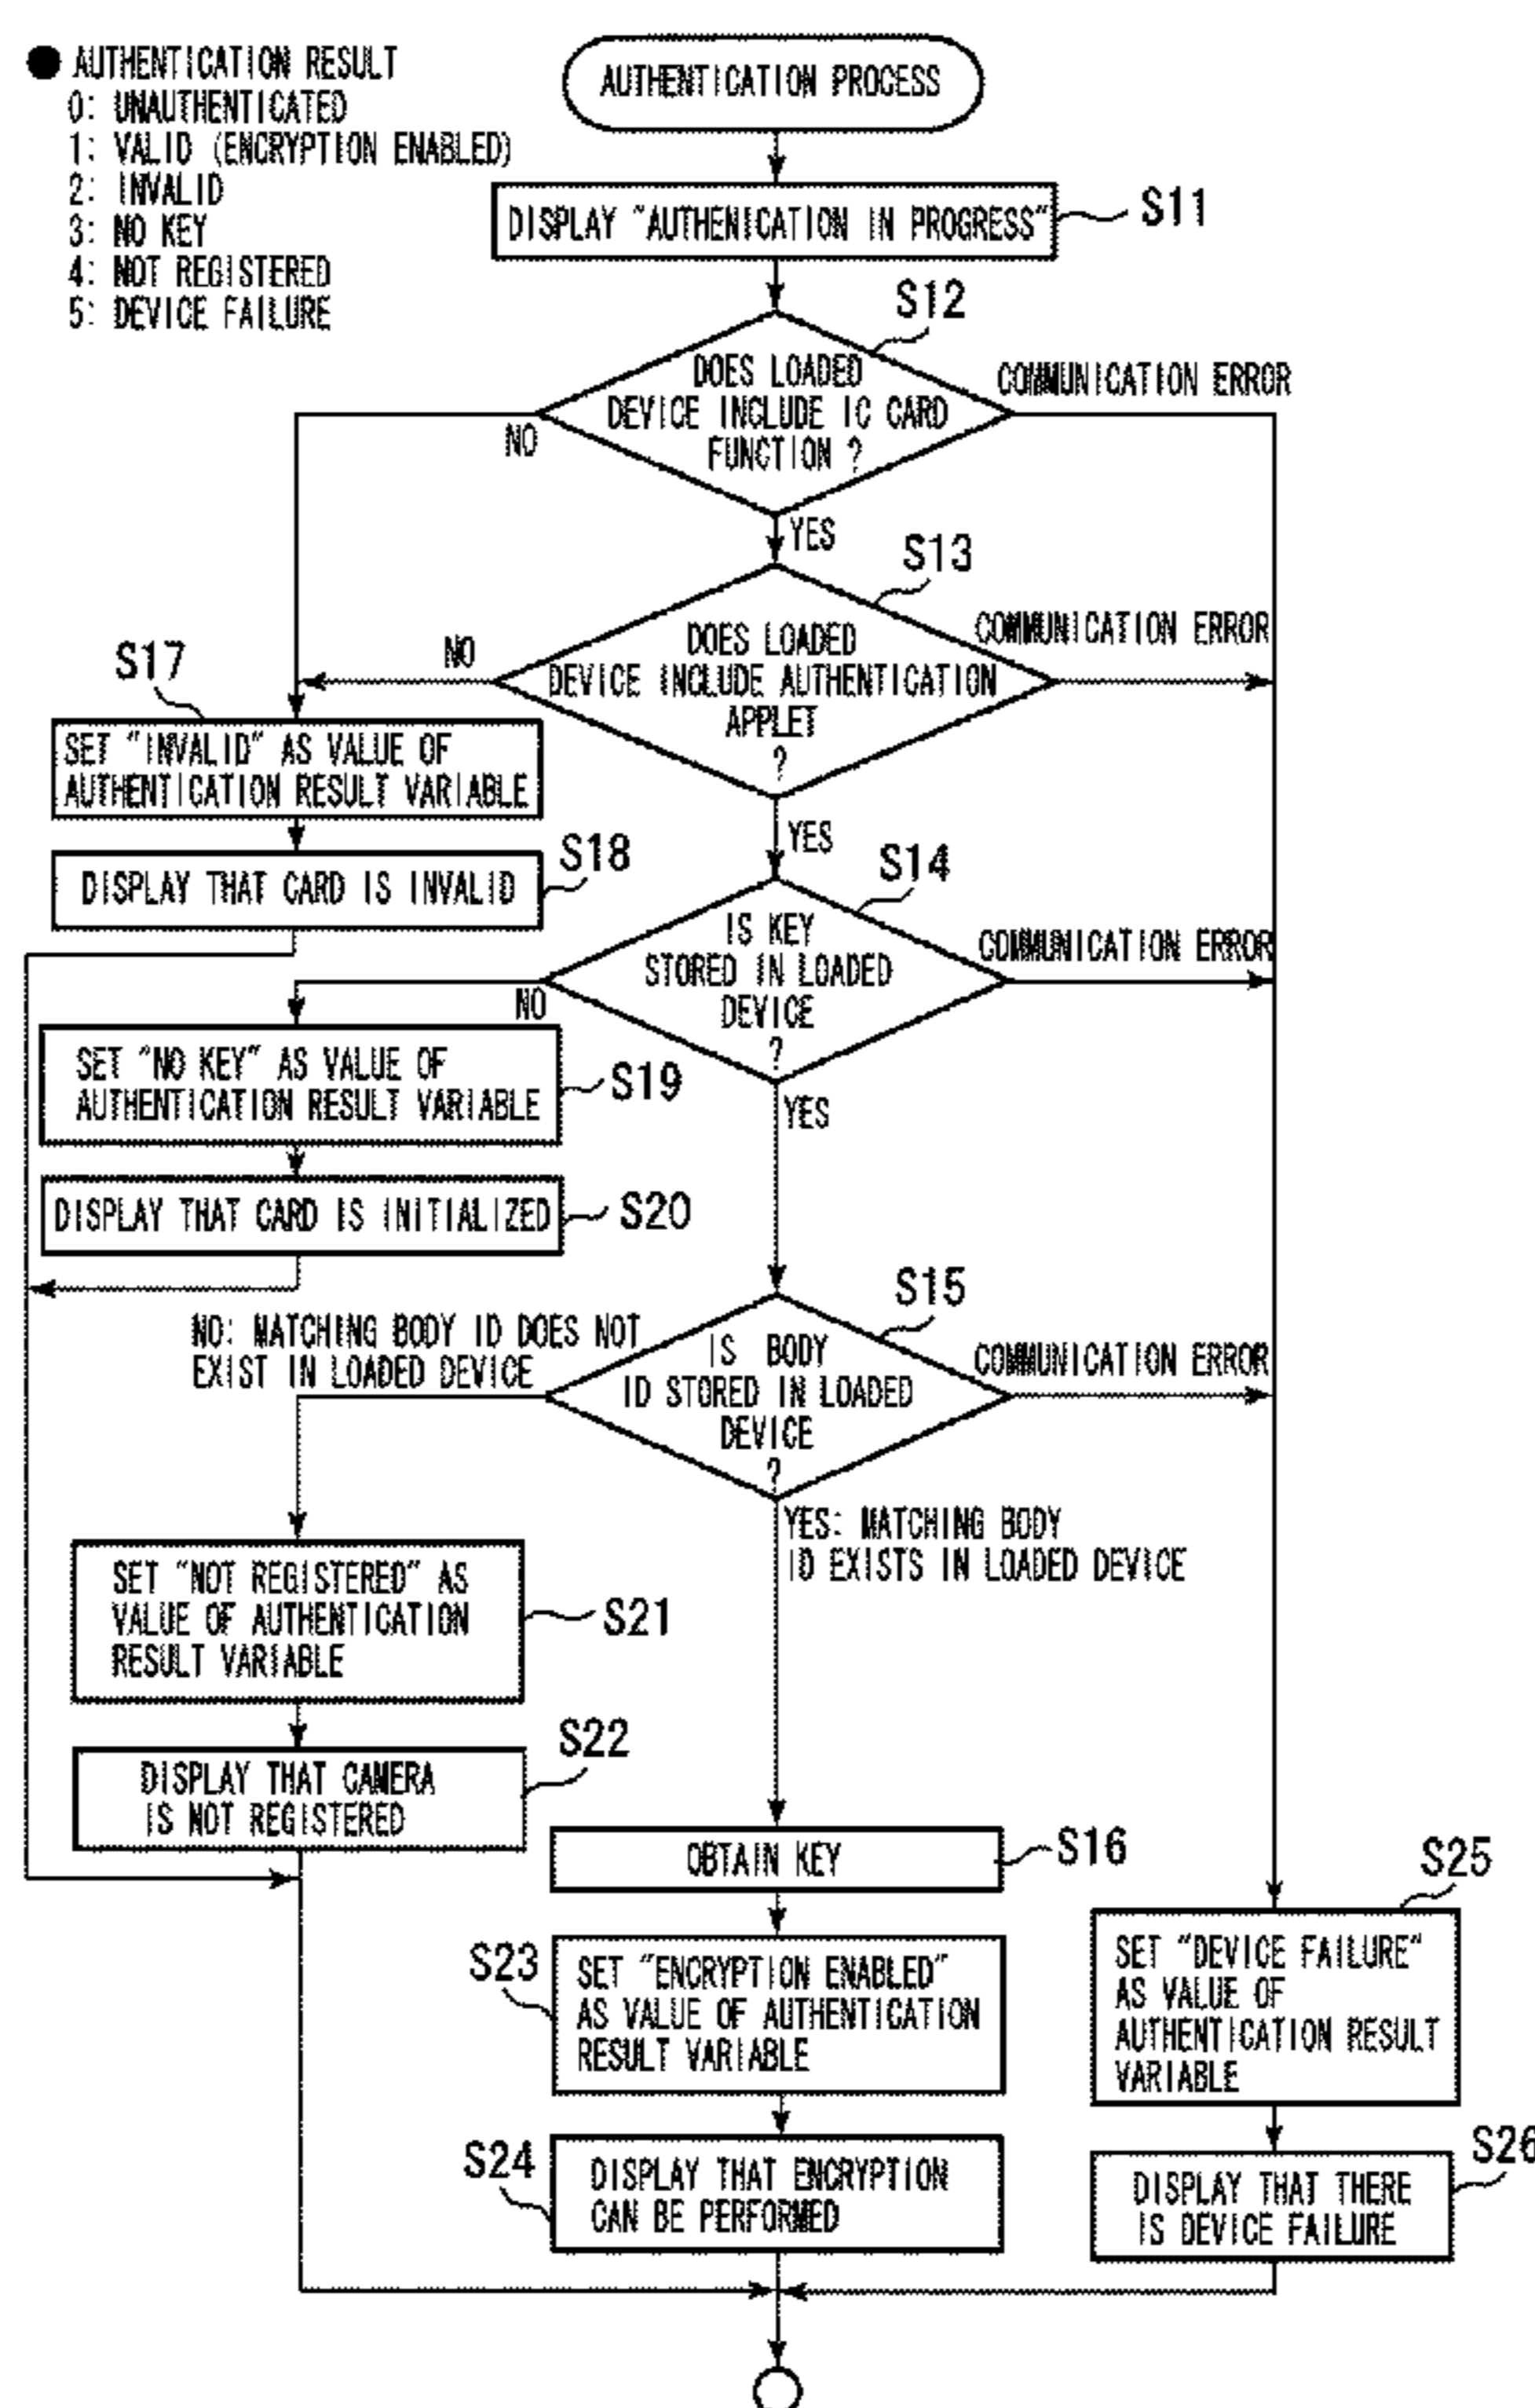 ● AUTHENTICATION RESULT
0: UNAUTHENTICATED
1: VALID (ENCRYPTION ENABLED)
2: INVALID
3: NO KEY
4: NOT REGISTERED
5: DEVICE FAILURE
AUTHENTICATION PROCESS
DISPLAY "AUTHENICATION IN PROGRESS"
S11
S12
DOES LOADED
DEVICE INCLUDE IC CARD
FUNCTION ?
COMMUNICATION ERROR
NO
YES
S13
DOES LOADED
DEVICE INCLUDE AUTHENTICATION
APPLET
?
COMMUNICATION ERROR
NO
S17
SET "INVALID" AS VALUE OF
AUTHENTICATION RESULT VARIABLE
YES
S18
DISPLAY THAT CARD IS INVALID
S14
IS KEY
STORED IN LOADED
DEVICE
?
COMMUNICATION ERROR
NO
SET "NO KEY" AS VALUE OF
AUTHENTICATION RESULT VARIABLE
S19
YES
DISPLAY THAT CARD IS INITIALIZED
S20
S15
NO: MATCHING BODY ID DOES NOT
EXIST IN LOADED DEVICE
IS BODY
ID STORED IN LOADED
DEVICE
?
COMMUNICATION ERROR
YES: MATCHING BODY
ID EXISTS IN LOADED DEVICE
SET "NOT REGISTERED" AS
VALUE OF AUTHENTICATION
RESULT VARIABLE
S21
S22
DISPLAY THAT CAMERA
IS NOT REGISTERED
OBTAIN KEY
S16
S25
S23
SET "ENCRYPTION ENABLED"
AS VALUE OF AUTHENTICATION
RESULT VARIABLE
SET "DEVICE FAILURE"
AS VALUE OF
AUTHENTICATION RESULT
VARIABLE
S24
DISPLAY THAT ENCRYPTION
CAN BE PERFORMED
S26
DISPLAY THAT THERE
IS DEVICE FAILURE